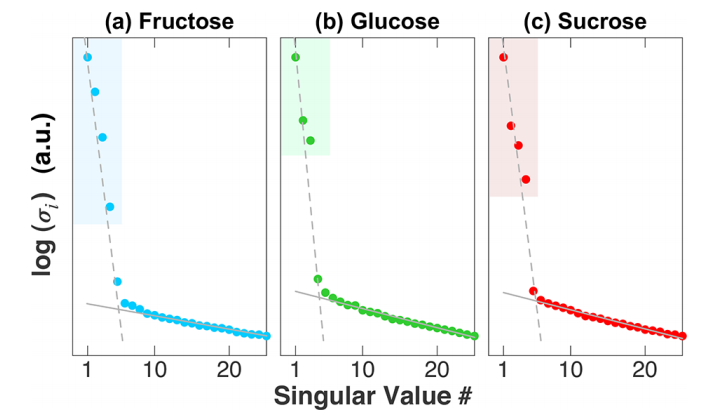 (a) Fructose
(b) Glucose
(c) Sucrose
log (σᵢ) (a.u.)
1 10 20
1 10 20
1 10 20
Singular Value #